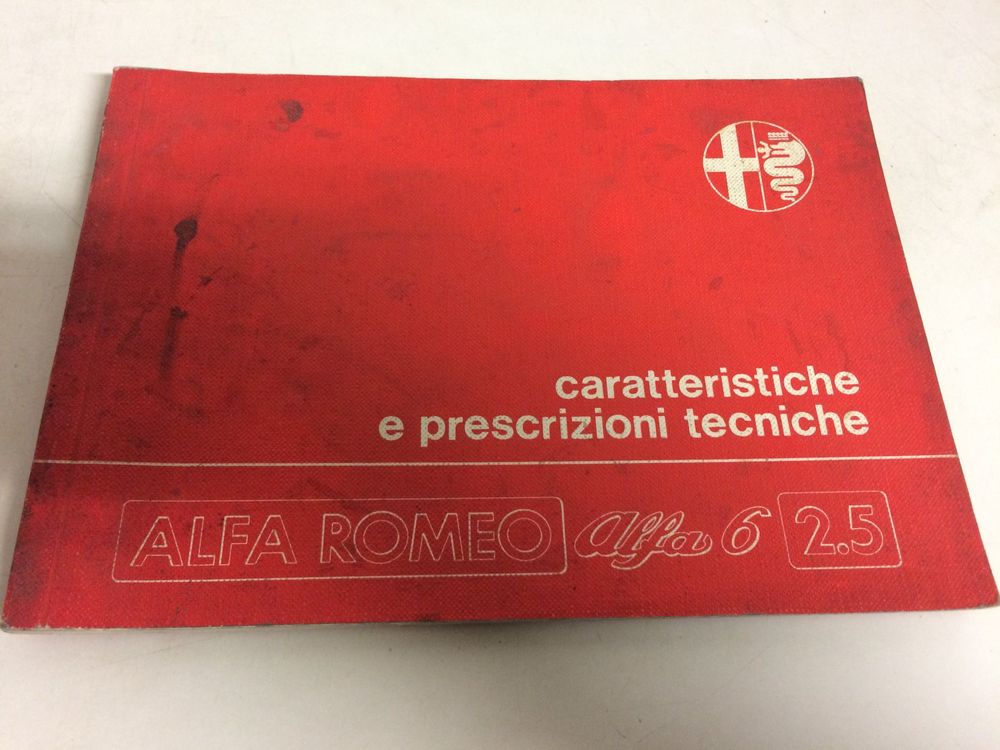 caratteristiche
e prescrizioni tecniche
ALFA ROMEO alfa 6 2.5